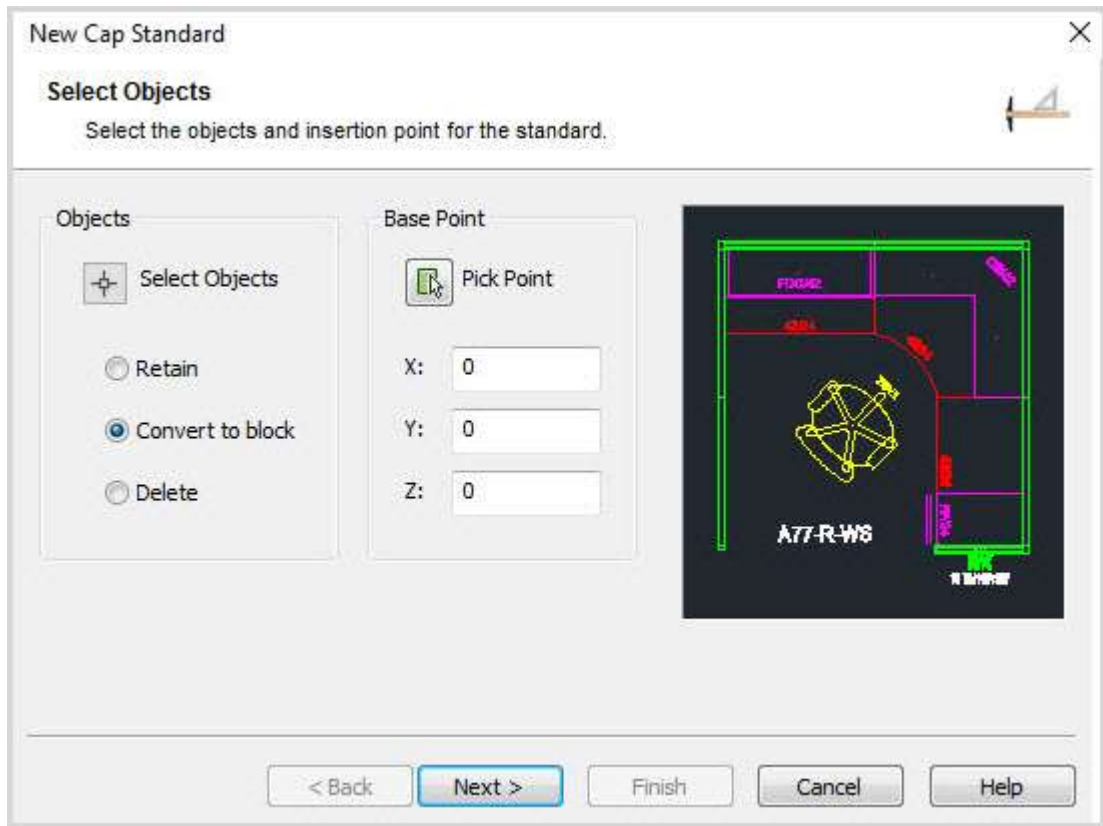 New Cap Standard
Select Objects
Select the objects and insertion point for the standard.
Objects
Select Objects
Retain
Convert to block
Delete
Base Point
Pick Point
X: 0
Y: 0
Z: 0
A77-R-WS
< Back
Next >
Finish
Cancel
Help